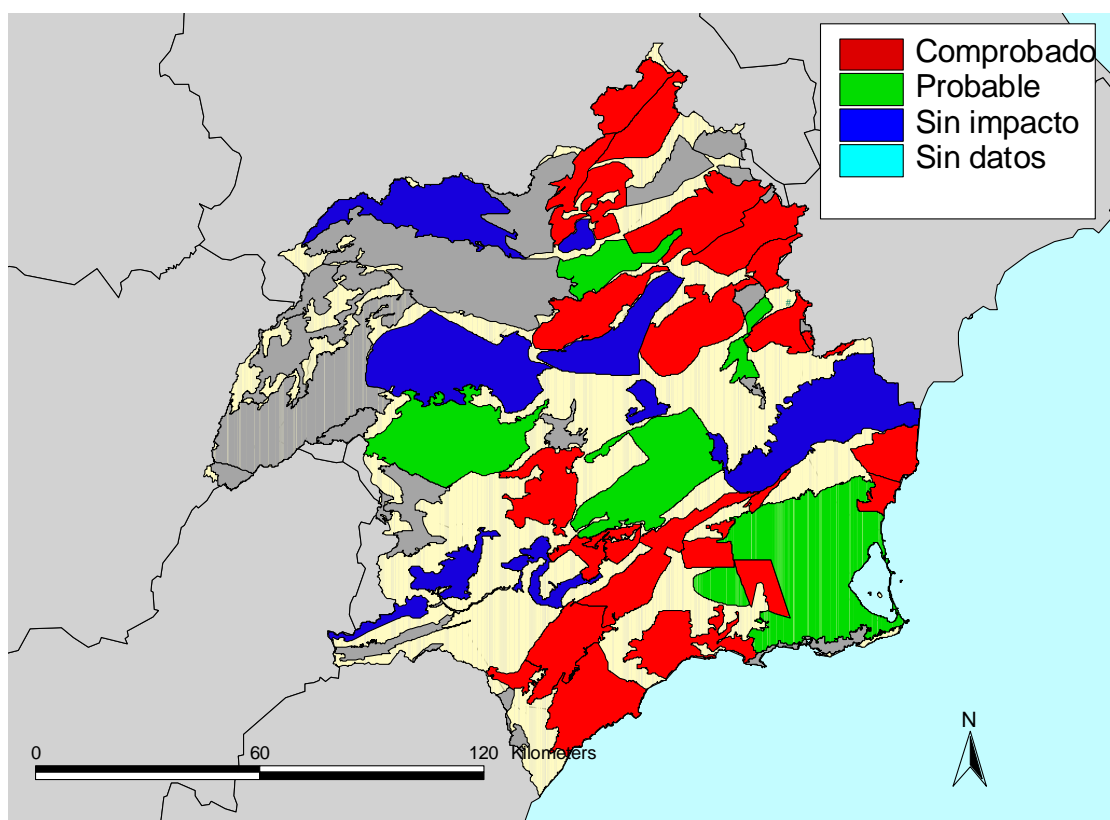 Comprobado
Probable
Sin impacto
Sin datos
N
0 60 120 Kilometers